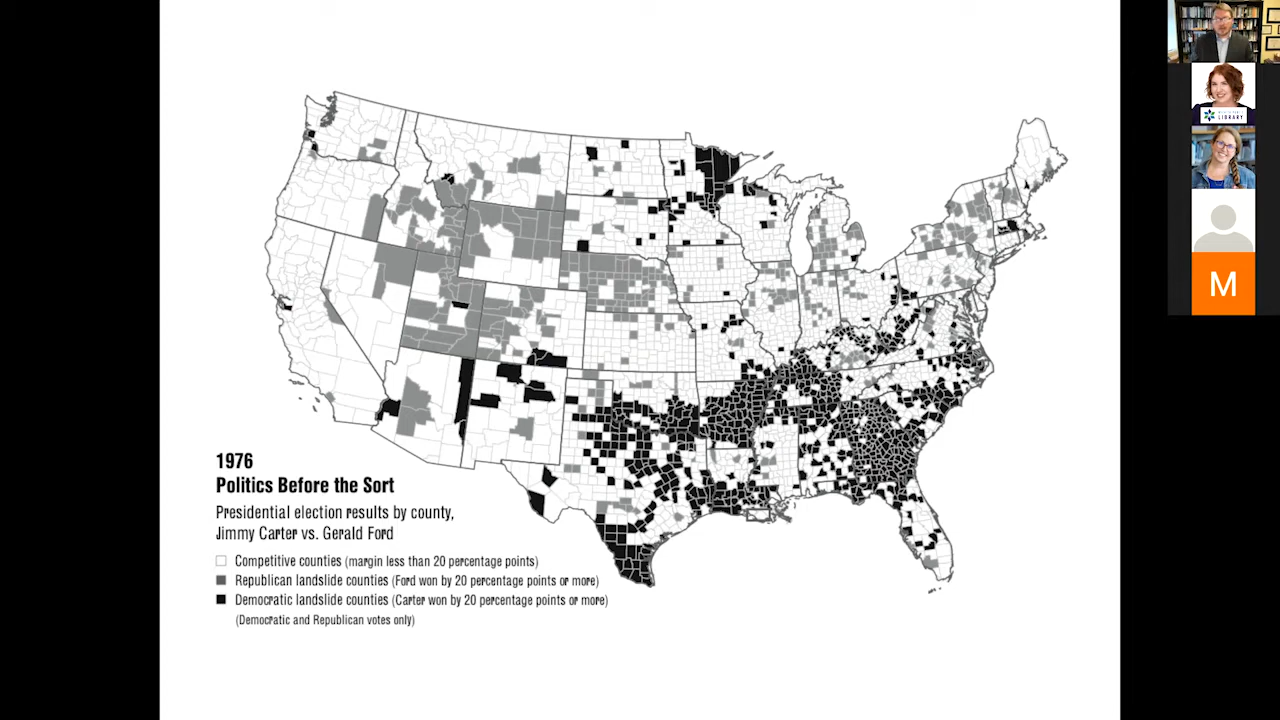 1976
Politics Before the Sort
Presidential election results by county,
Jimmy Carter vs. Gerald Ford
Competitive counties (margin less than 20 percentage points)
Republican landslide counties (Ford won by 20 percentage points or more)
Democratic landslide counties (Carter won by 20 percentage points or more)
(Democratic and Republican votes only)
LIBRARY
M